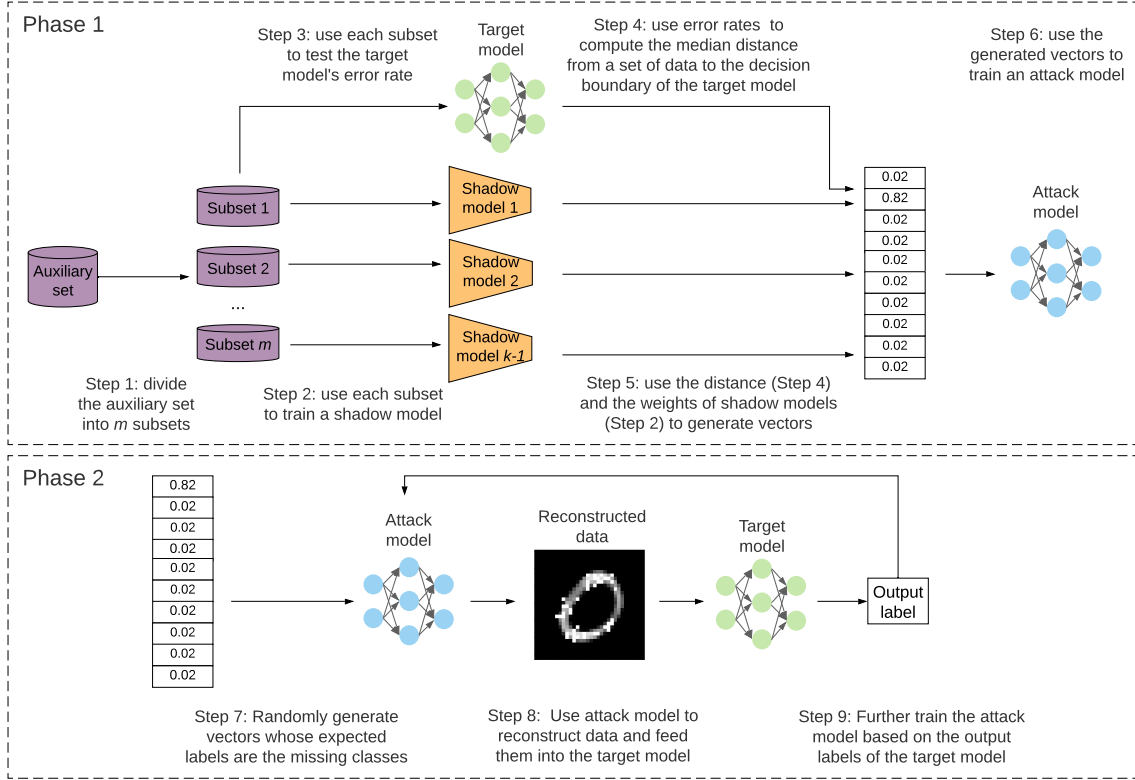 Phase 1
Step 3: use each subset
to test the target
model's error rate
Target
model
Step 4: use error rates to
compute the median distance
from a set of data to the decision
boundary of the target model
Step 6: use the
generated vectors to
train an attack model
Auxiliary
set
Subset 1
Subset 2
...
Subset m
Shadow
model 1
Shadow
model 2
Shadow
model k-1
0.02
0.82
0.02
0.02
0.02
0.02
0.02
0.02
0.02
0.02
Attack
model
Step 1: divide
the auxiliary set
into m subsets
Step 2: use each subset
to train a shadow model
Step 5: use the distance (Step 4)
and the weights of shadow models
(Step 2) to generate vectors
Phase 2
0.82
0.02
0.02
0.02
0.02
0.02
0.02
0.02
0.02
0.02
Attack
model
Reconstructed
data
Target
model
Output
label
Step 7: Randomly generate
vectors whose expected
labels are the missing classes
Step 8: Use attack model to
reconstruct data and feed
them into the target model
Step 9: Further train the attack
model based on the output
labels of the target model